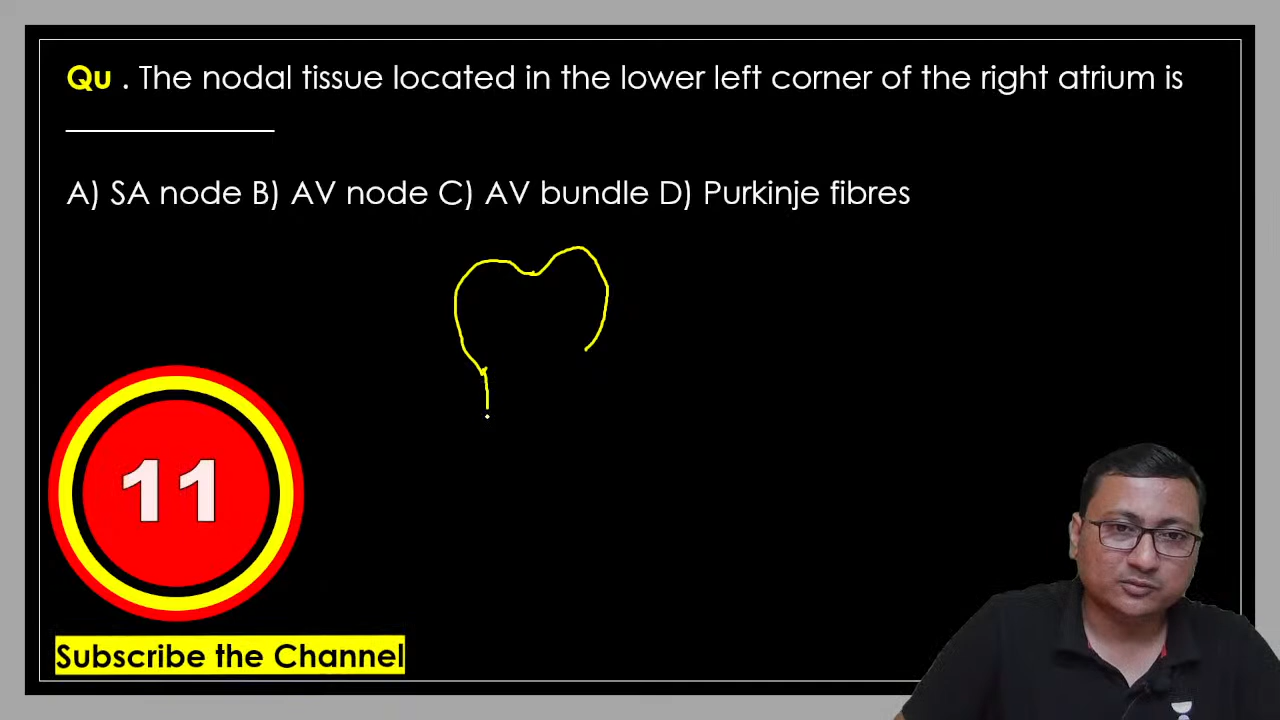 Qu . The nodal tissue located in the lower left corner of the right atrium is
_______________
A) SA node B) AV node C) AV bundle D) Purkinje fibres
11
Subscribe the Channel